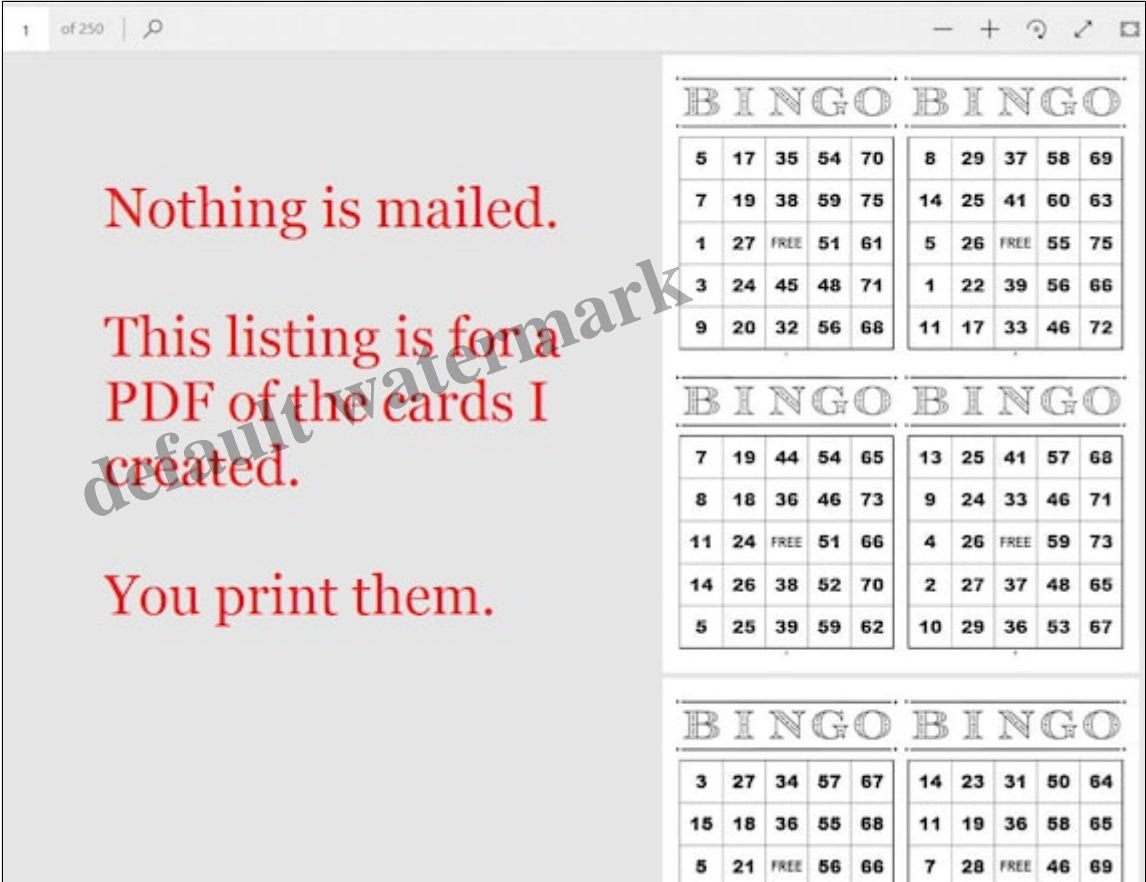 1 of 250
Nothing is mailed.
This listing is for a
PDF of the cards I
created.
You print them.
default watermark
B I N G O
5 17 35 54 70
7 19 38 59 75
1 27 FREE 51 61
3 24 45 48 71
9 20 32 56 68
B I N G O
8 29 37 58 69
14 25 41 60 63
5 26 FREE 55 75
1 22 39 56 66
11 17 33 46 72
B I N G O
7 19 44 54 65
8 18 36 46 73
11 24 FREE 51 66
14 26 38 52 70
5 25 39 59 62
B I N G O
13 25 41 57 68
9 24 33 46 71
4 26 FREE 59 73
2 27 37 48 65
10 29 36 53 67
B I N G O
3 27 34 57 67
15 18 36 55 68
5 21 FREE 56 66
B I N G O
14 23 31 50 64
11 19 36 58 65
7 28 FREE 46 69